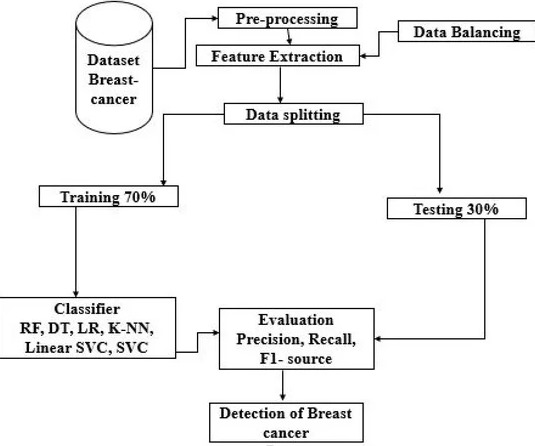 Dataset
Breast-
cancer
Pre-processing
Data Balancing
Feature Extraction
Data splitting
Training 70%
Testing 30%
Classifier
RF, DT, LR, K-NN,
Linear SVC, SVC
Evaluation
Precision, Recall,
F1- source
Detection of Breast
cancer